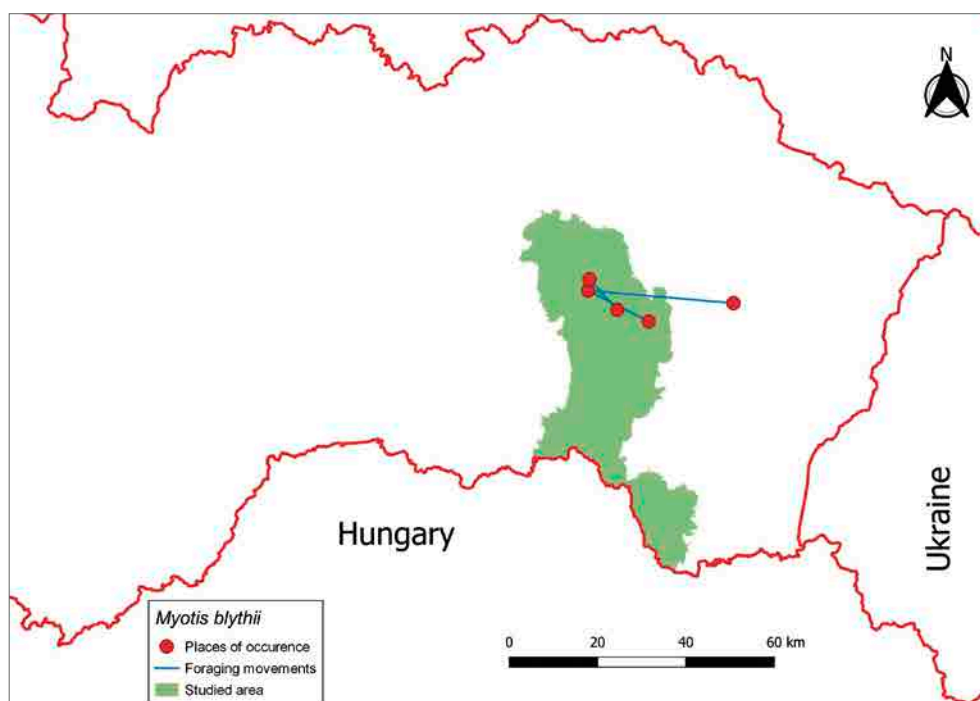 N
Hungary
Ukraine
Myotis blythii
Places of occurence
Foraging movements
Studied area
0 20 40 60 km